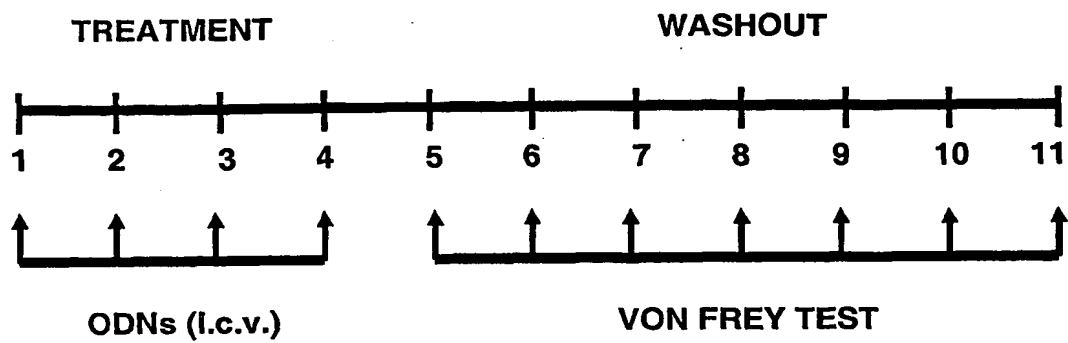 TREATMENT WASHOUT
1 2 3 4 5 6 7 8 9 10 11
ODNs (I.c.v.) VON FREY TEST